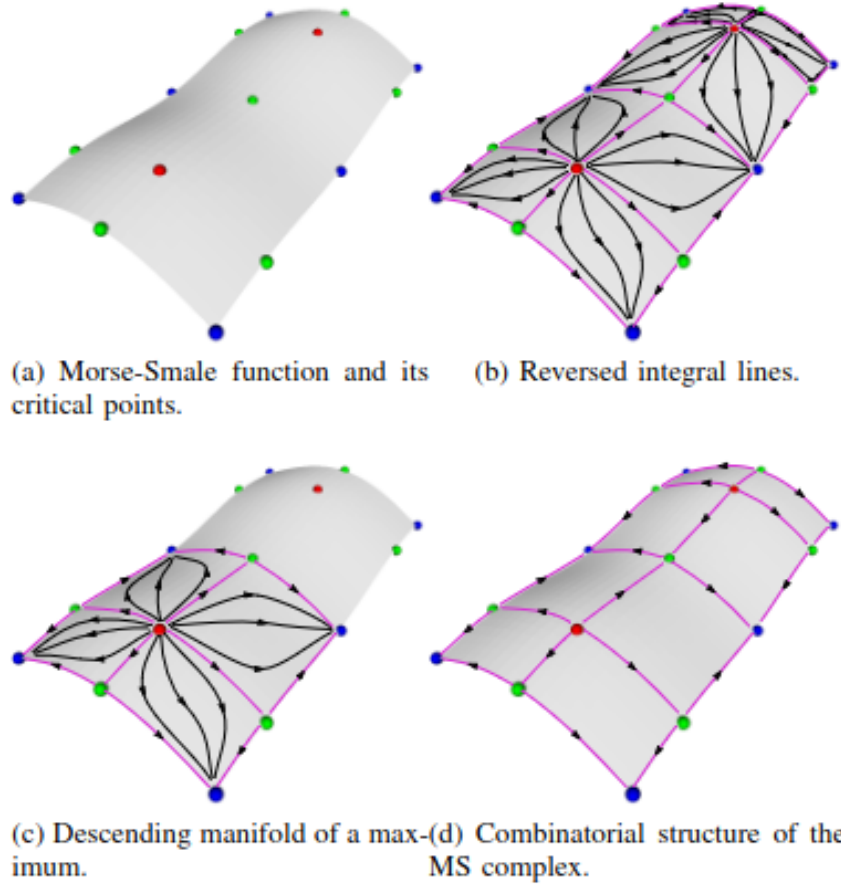 (a) Morse-Smale function and its
critical points.
(b) Reversed integral lines.
(c) Descending manifold of a max-
imum.
(d) Combinatorial structure of the
MS complex.